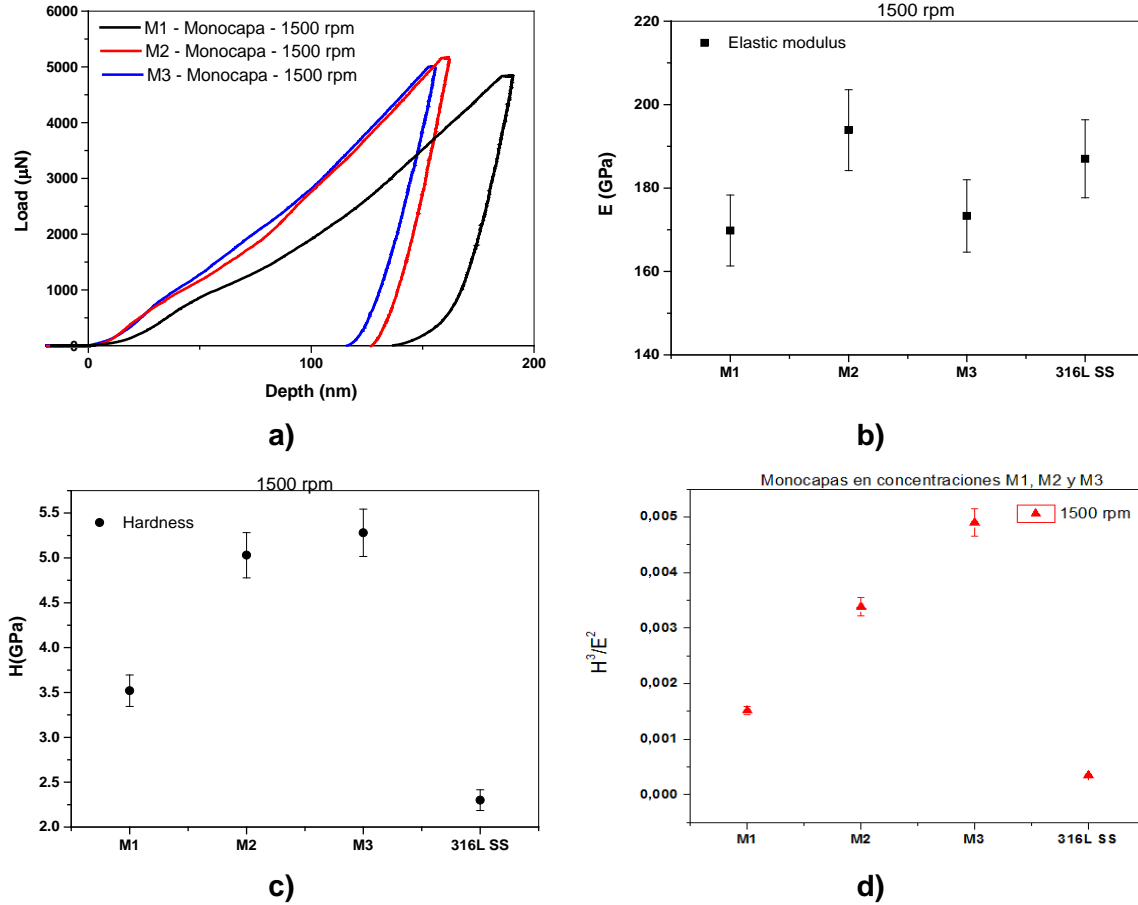 M1 - Monocapa - 1500 rpm
M2 - Monocapa - 1500 rpm
M3 - Monocapa - 1500 rpm
Load (μN)
6000
5000
4000
3000
2000
1000
0
0
100
200
Depth (nm)
a)
1500 rpm
Elastic modulus
E (GPa)
220
200
180
160
140
M1
M2
M3
316L SS
b)
1500 rpm
Hardness
H(GPa)
5.5
5.0
4.5
4.0
3.5
3.0
2.5
2.0
M1
M2
M3
316L SS
c)
Monocapas en concentraciones M1, M2 y M3
1500 rpm
H³/E²
0,005
0,004
0,003
0,002
0,001
0,000
M1
M2
M3
316L SS
d)